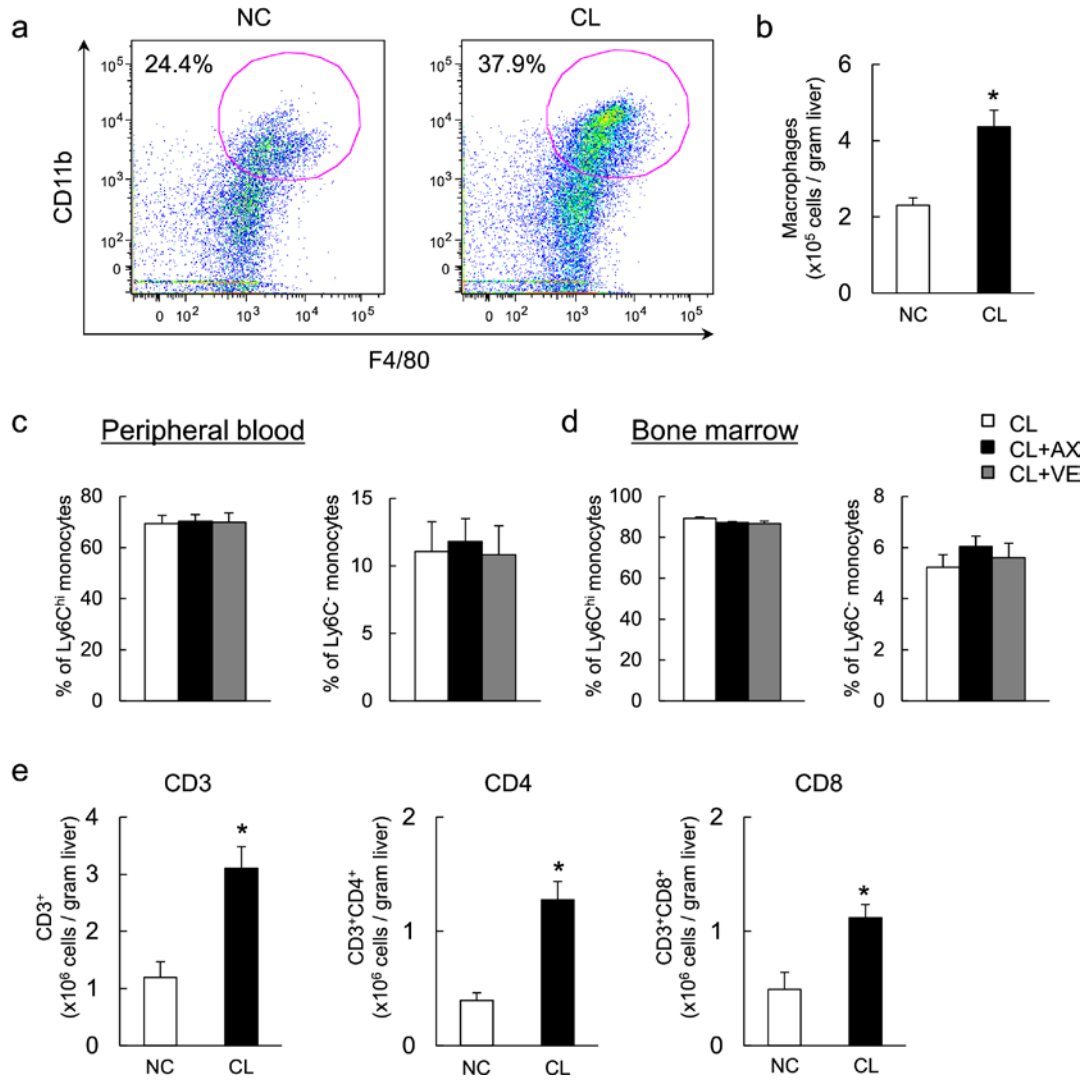 a
NC
CL
b
24.4%
37.9%
10⁵
10⁴
10³
10²
0
CD11b
0 10² 10³ 10⁴ 10⁵
10⁵
10⁴
10³
10²
0
0 10² 10³ 10⁴ 10⁵
F4/80
Macrophages
(x10⁵ cells / gram liver)
6
4
2
0
*
NC CL
c Peripheral blood
d Bone marrow
CL
CL+AX
CL+VE
% of Ly6Cʰⁱ monocytes
80
60
40
20
0
% of Ly6C⁻ monocytes
15
10
5
0
% of Ly6Cʰⁱ monocytes
100
80
60
40
20
0
% of Ly6C⁻ monocytes
8
6
4
2
0
e
CD3
CD3⁺
(x10⁶ cells / gram liver)
4
3
2
1
0
*
NC CL
CD4
CD3⁺CD4⁺
(x10⁶ cells / gram liver)
2
1
0
*
NC CL
CD8
CD3⁺CD8⁺
(x10⁶ cells / gram liver)
2
1
0
*
NC CL